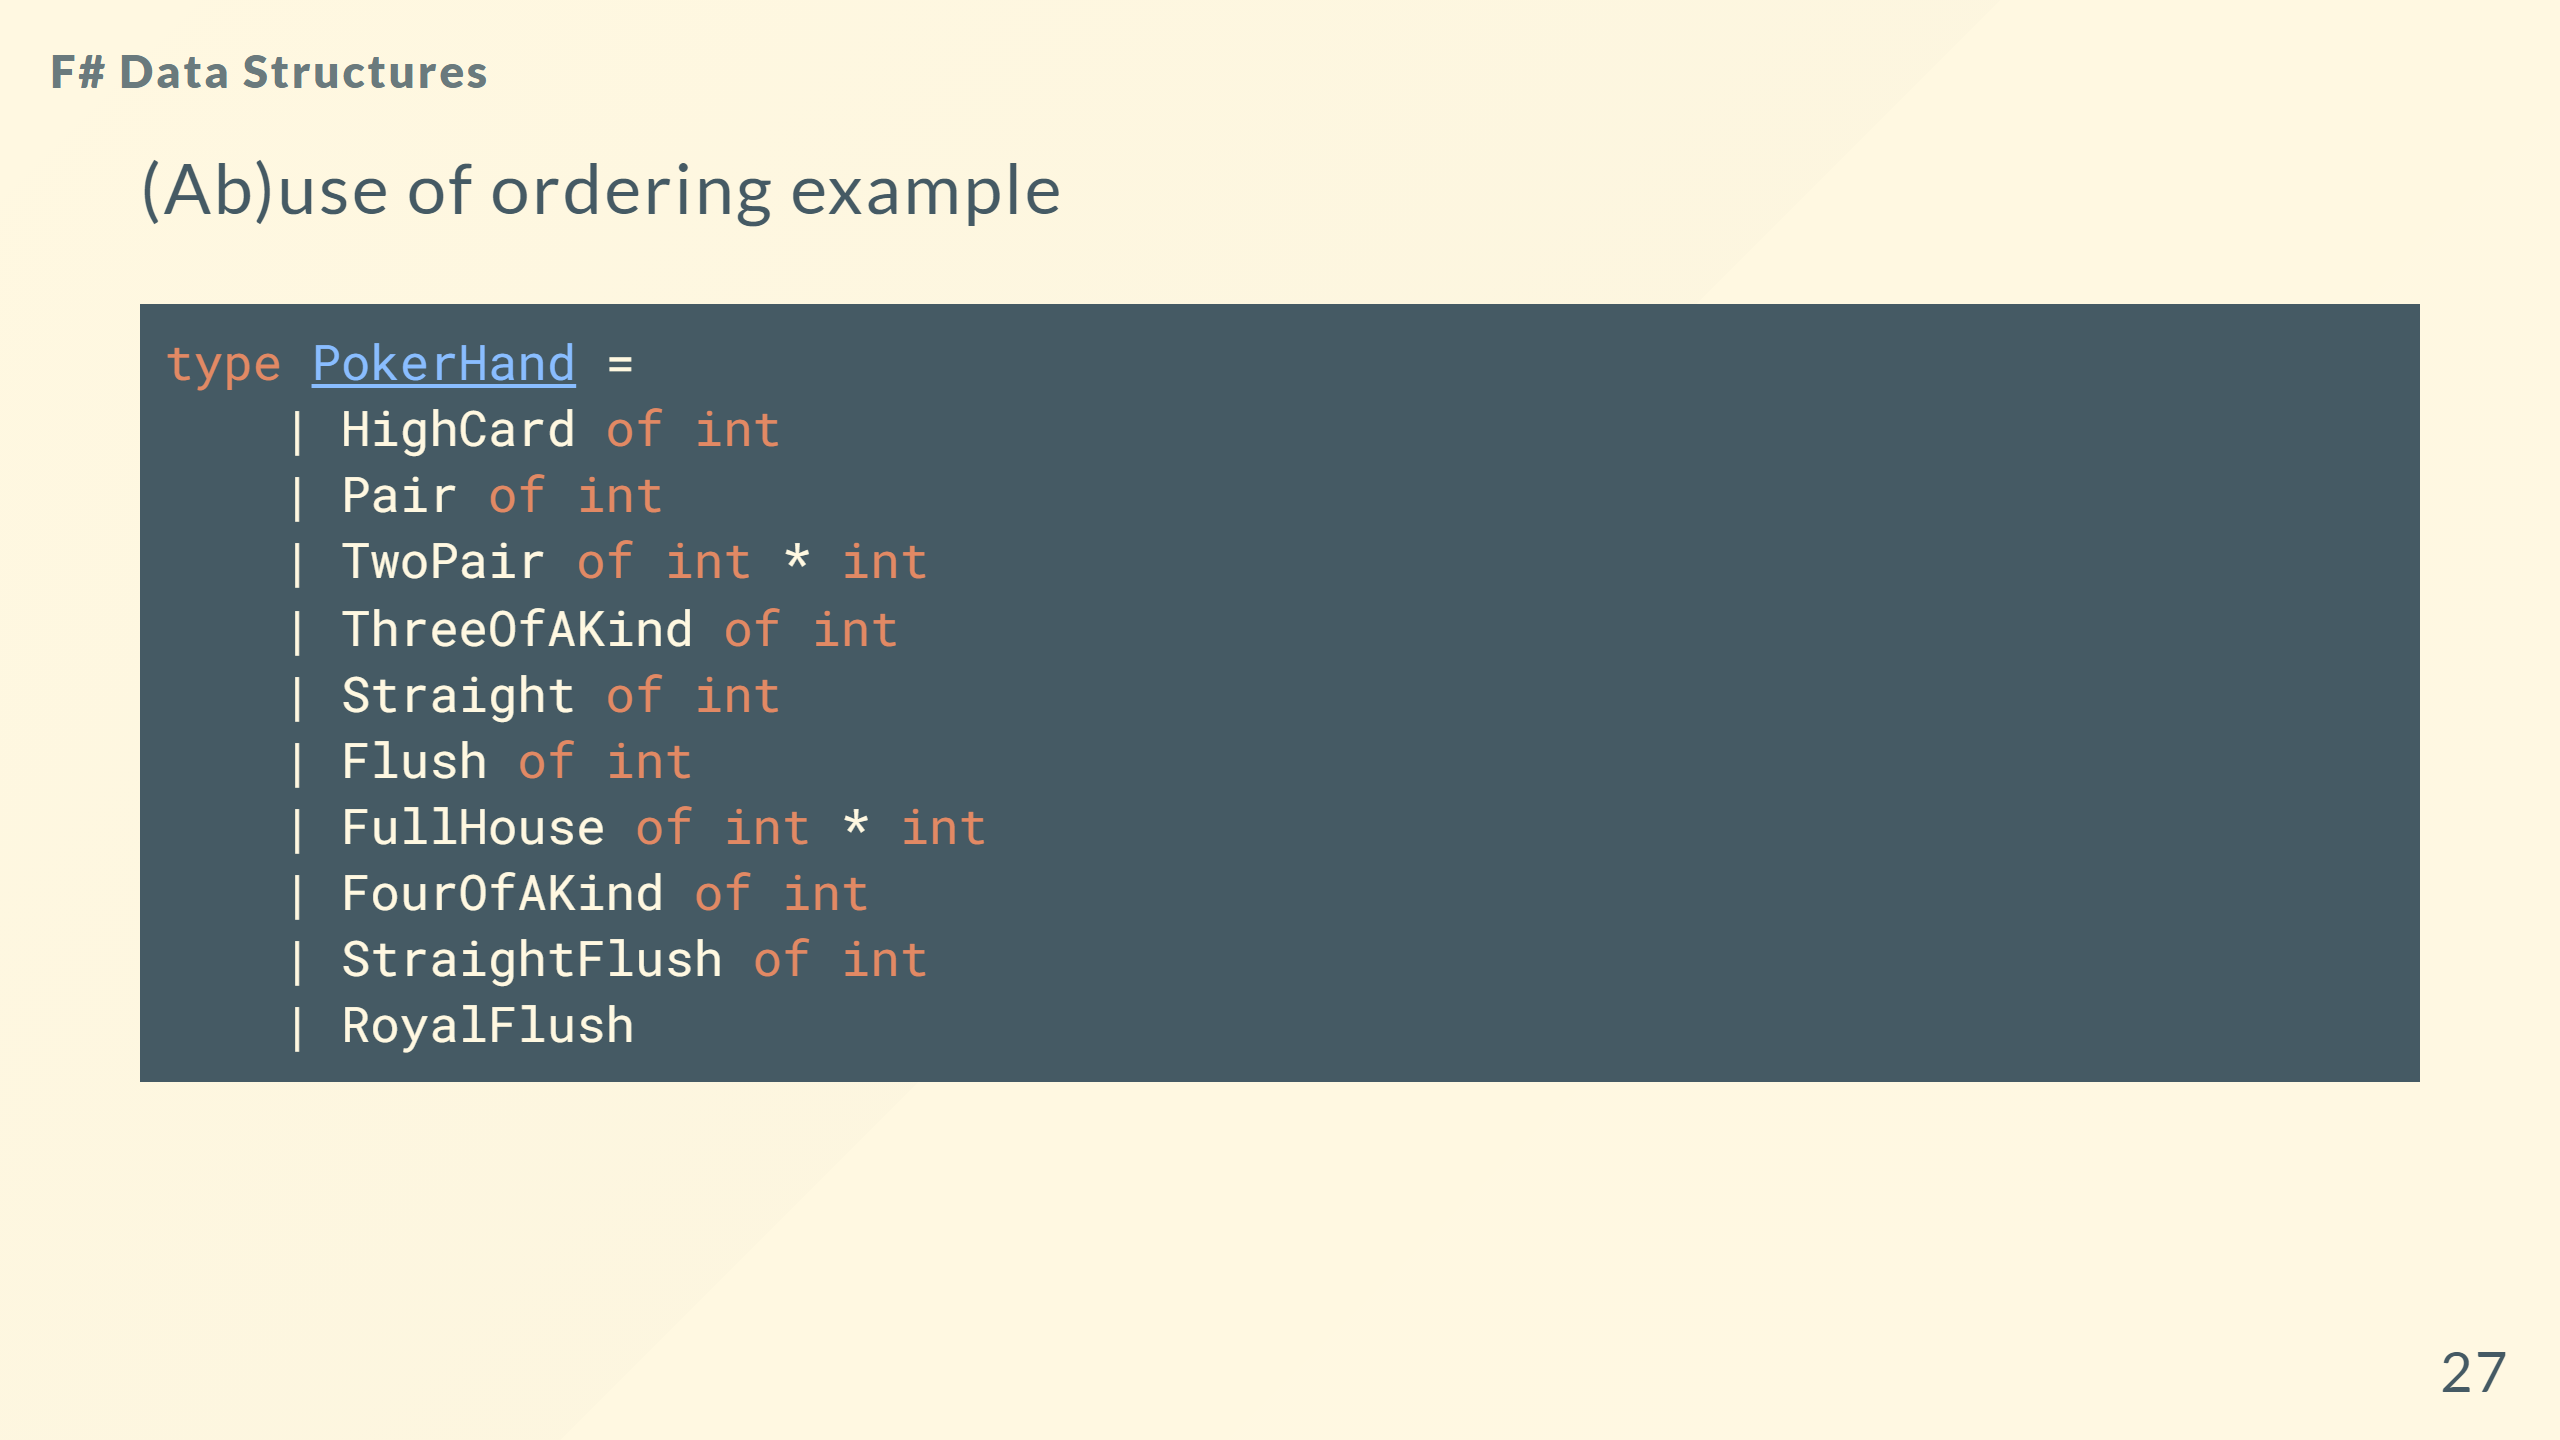 F# Data Structures
(Ab)use of ordering example
type PokerHand =
    | HighCard of int
    | Pair of int
    | TwoPair of int * int
    | ThreeOfAKind of int
    | Straight of int
    | Flush of int
    | FullHouse of int * int
    | FourOfAKind of int
    | StraightFlush of int
    | RoyalFlush
27